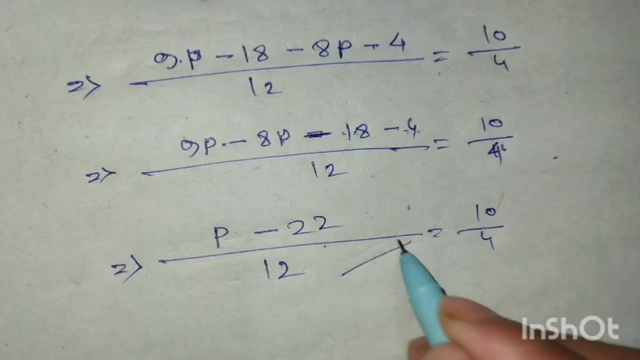 => 9p - 18 - 8p - 4 / 12 = 10 / 4
=> 9p - 8p - 18 - 4 / 12 = 10 / 4
=> p - 22 / 12 = 10 / 4
InShOt